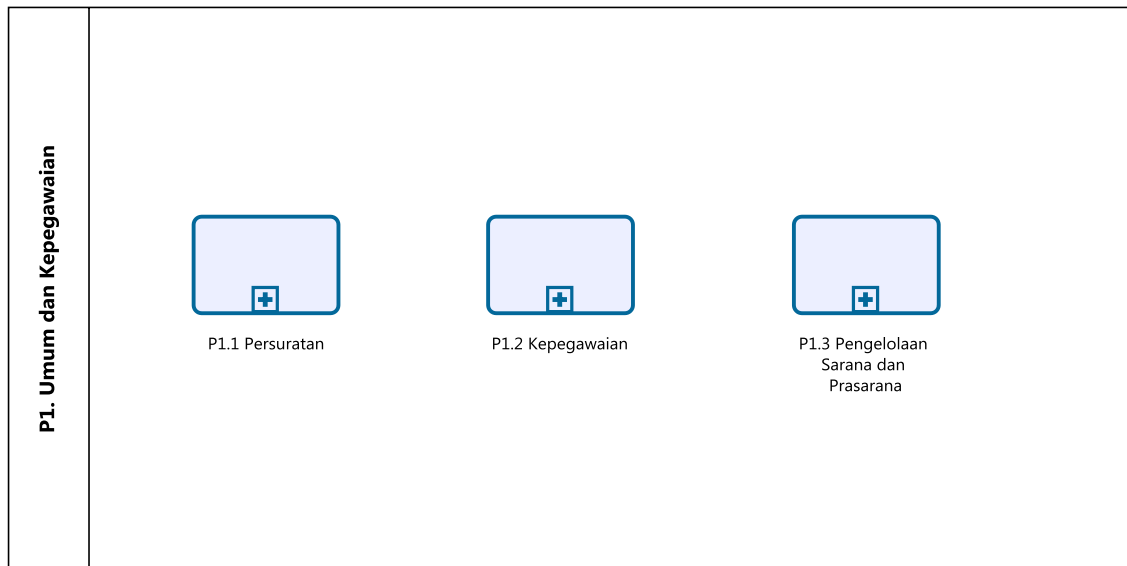 P1. Umum dan Kepegawaian
P1.1 Persuratan
P1.2 Kepegawaian
P1.3 Pengelolaan
Sarana dan
Prasarana